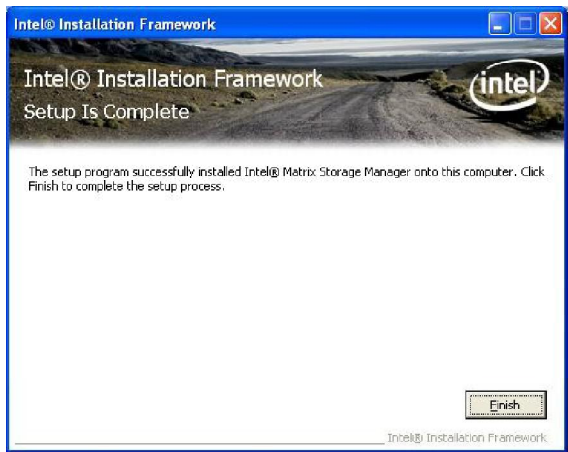 Intel® Installation Framework
Intel® Installation Framework
intel
Setup Is Complete
The setup program successfully installed Intel® Matrix Storage Manager onto this computer. Click
Finish to complete the setup process.
Finish
Intel® Installation Framework